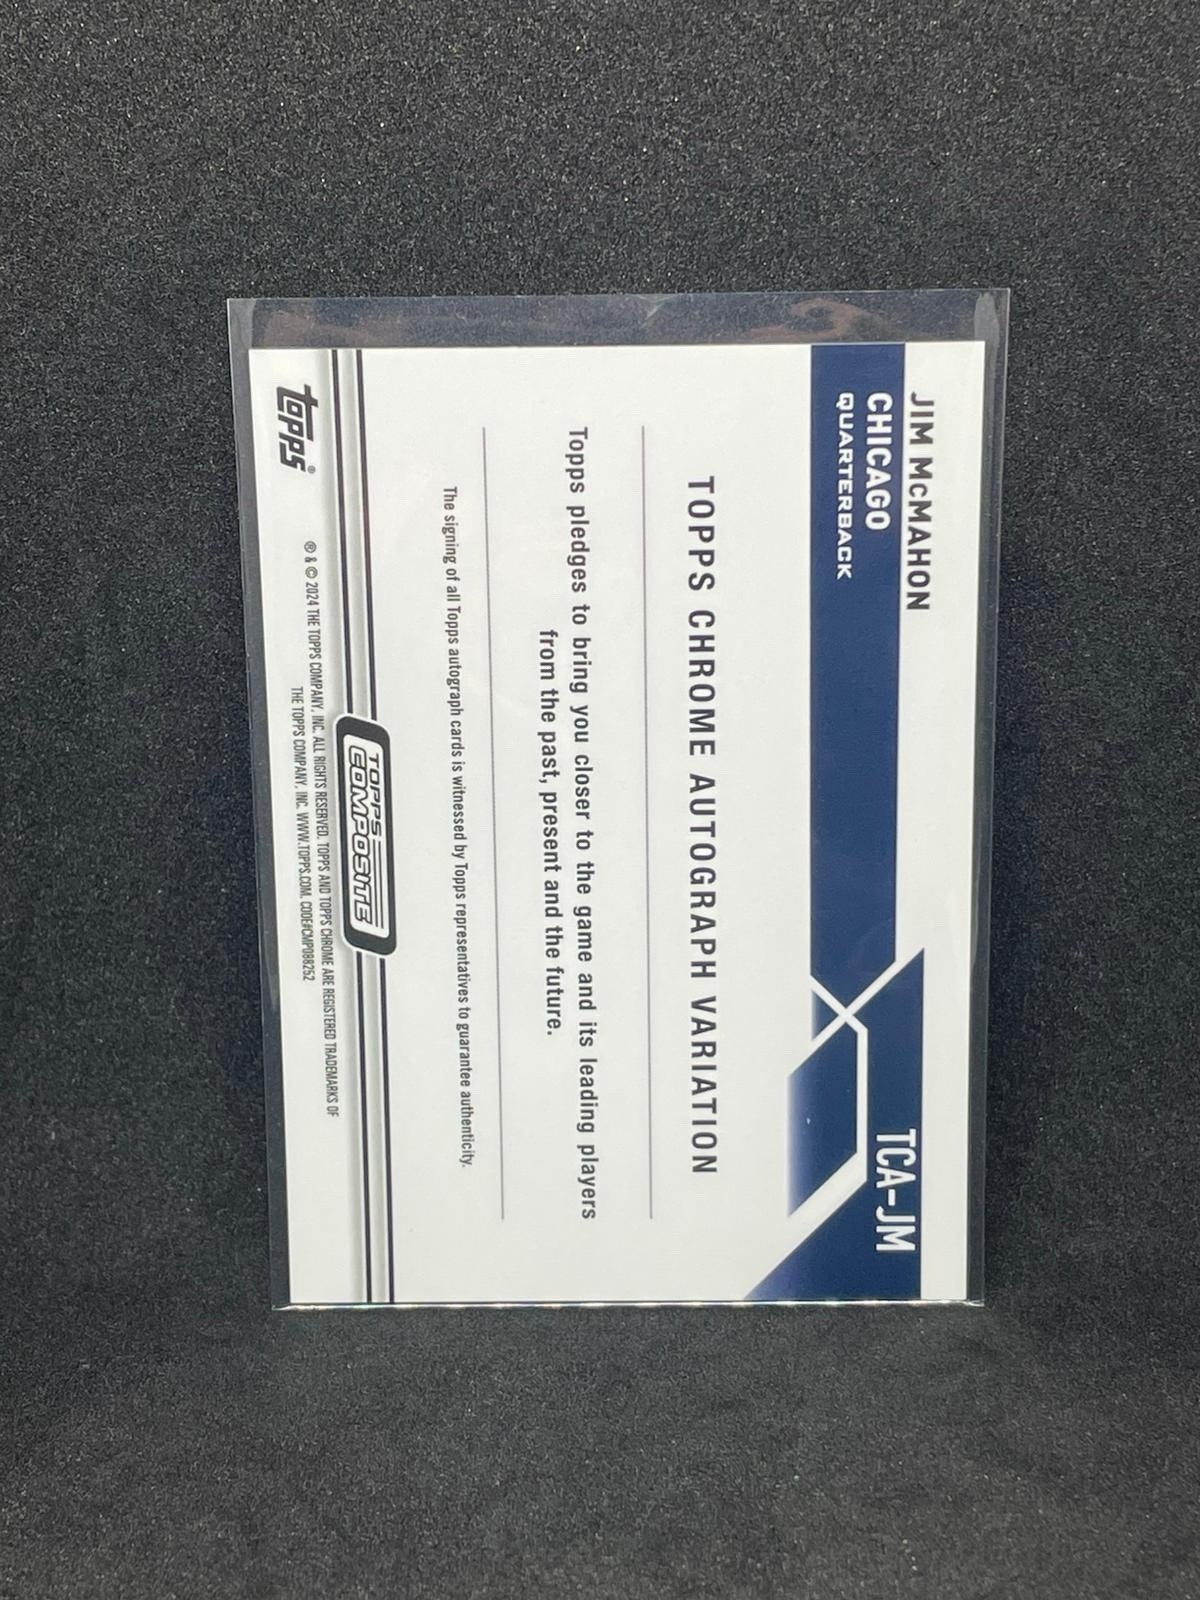 JIM McMAHON
CHICAGO
QUARTERBACK
TCA-JM
TOPPS CHROME AUTOGRAPH VARIATION
Topps pledges to bring you closer to the game and its leading players
from the past, present and the future.
The signing of all Topps autograph cards is witnessed by Topps representatives to guarantee authenticity.
TOPPS
COMPOSITE
topps®
® & © 2024 THE TOPPS COMPANY, INC. ALL RIGHTS RESERVED. TOPPS AND TOPPS CHROME ARE REGISTERED TRADEMARKS OF
THE TOPPS COMPANY, INC. WWW.TOPPS.COM. CODE#CMP088252